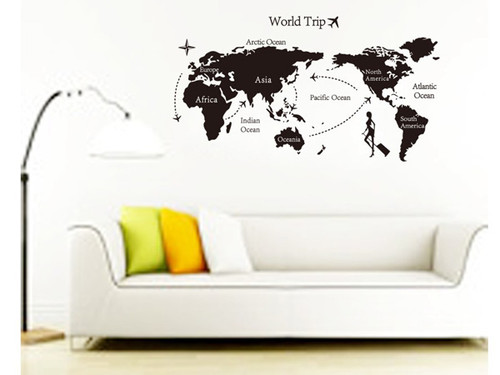 World Trip
Arctic Ocean
Europe
Asia
North
America
Africa
Pacific Ocean
Atlantic
Ocean
Indian
Ocean
South
America
Oceania